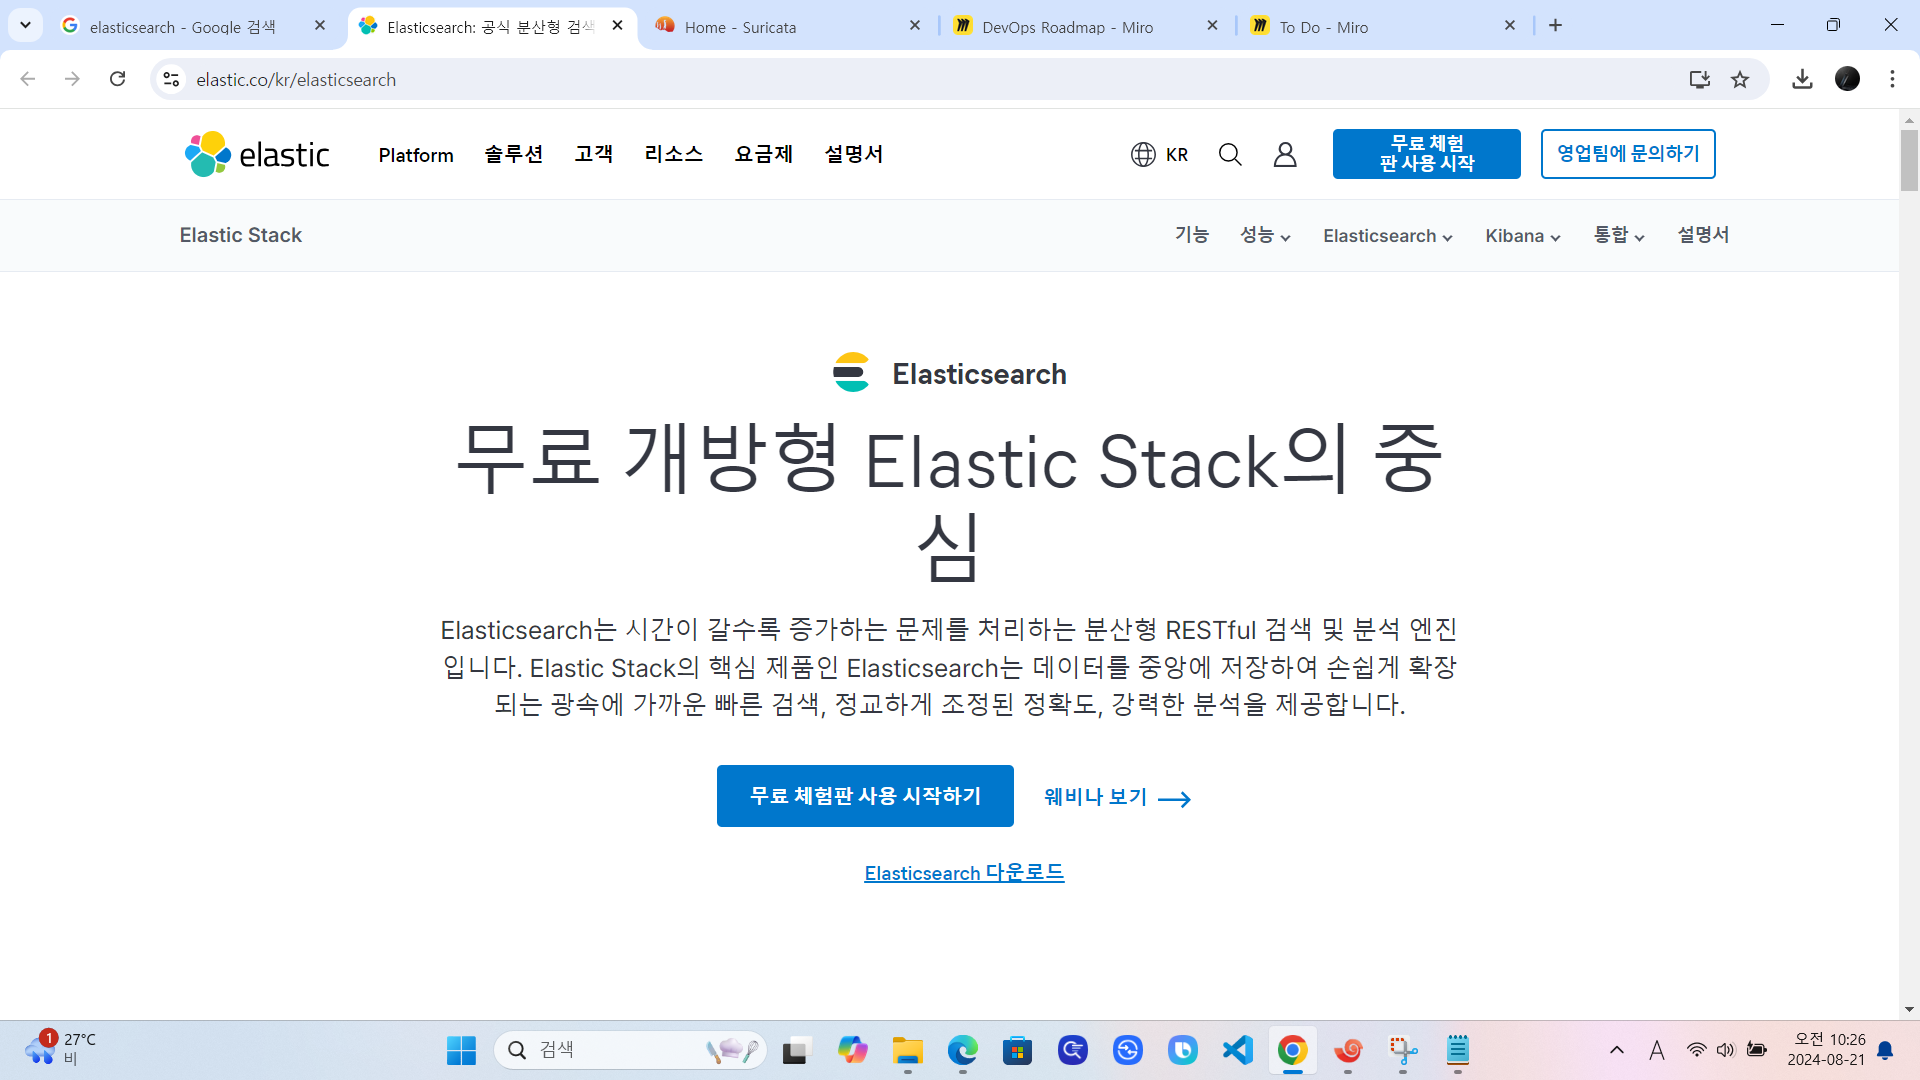 elasticsearch - Google 검색
Elasticsearch: 공식 분산형 검색
Home - Suricata
DevOps Roadmap - Miro
To Do - Miro
elastic.co/kr/elasticsearch
elastic
Platform
솔루션
고객
리소스
요금제
설명서
KR
무료 체험
판 사용 시작
영업팀에 문의하기
Elastic Stack
기능
성능
Elasticsearch
Kibana
통합
설명서
Elasticsearch
무료 개방형 Elastic Stack의 중
심
Elasticsearch는 시간이 갈수록 증가하는 문제를 처리하는 분산형 RESTful 검색 및 분석 엔진
입니다. Elastic Stack의 핵심 제품인 Elasticsearch는 데이터를 중앙에 저장하여 손쉽게 확장
되는 광속에 가까운 빠른 검색, 정교하게 조정된 정확도, 강력한 분석을 제공합니다.
무료 체험판 사용 시작하기
웨비나 보기
Elasticsearch 다운로드
1
27°C
비
검색
A
오전 10:26
2024-08-21